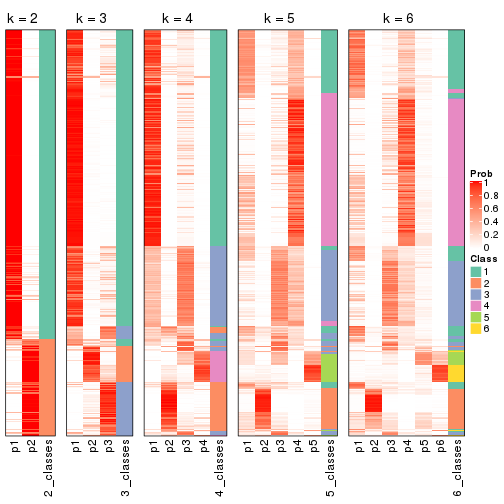 k = 2
k = 3
k = 4
k = 5
k = 6
p1
p2
2_classes
p1
p2
p3
3_classes
p1
p2
p3
p4
4_classes
p1
p2
p3
p4
p5
5_classes
p1
p2
p3
p4
p5
p6
6_classes
Prob
1
0.8
0.6
0.4
0.2
0
Class
1
2
3
4
5
6